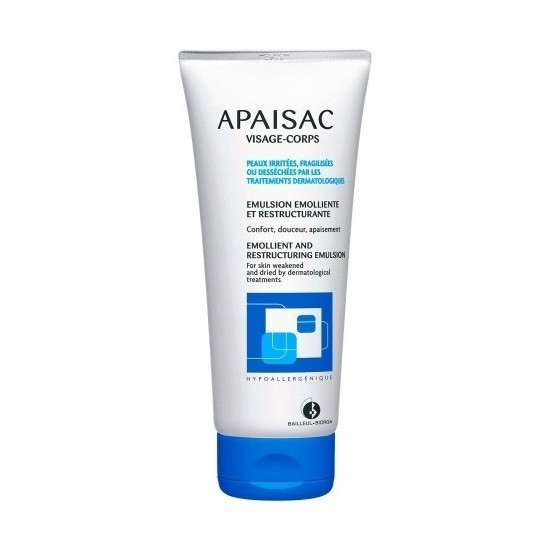 APAISAC
VISAGE-CORPS
PEAUX IRRITÉES, FRAGILISÉES
OU DESSÉCHÉES PAR LES
TRAITEMENTS DERMATOLOGIQUES
EMULSION EMOLLIENTE
ET RESTRUCTURANTE
Confort, douceur, apaisement
EMOLLIENT AND
RESTRUCTURING EMULSION
For skin weakened
and dried by dermatological
treatments
HYPOALLERGÉNIQUE
BAILLEUL-BIORGA